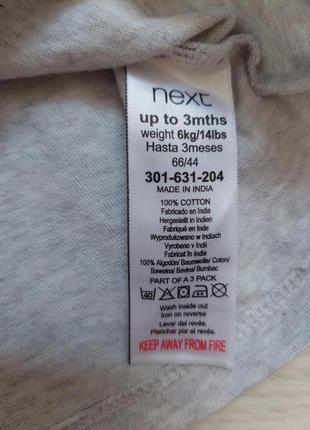 next
up to 3mths
weight 6kg/14lbs
Hasta 3meses
66/44
301-631-204
MADE IN INDIA
100% COTTON
Fabricado en India
Hergestellt in Indien
Fabriqué en Inde
Wyprodukowano w Indiach
Vyrobeno v Indii
Fabricat în India
100% Algodón/ Baumwolle/ Coton/
Bawełna/ Bavlna/ Bumbac
PART OF A 3 PACK
40
Wash inside out
Iron on reverse
Lavar del revés.
Planchar por el revés.
KEEP AWAY FROM FIRE